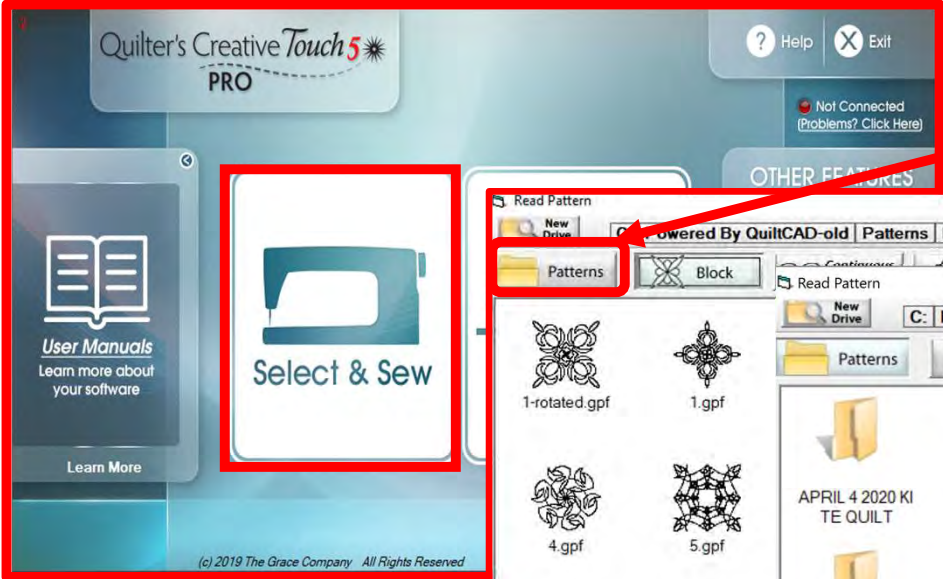 Quilter's Creative Touch 5
PRO
Help
Exit
Not Connected
(Problems? Click Here)
OTHER FEATURES
User Manuals
Learn more about
your software
Learn More
Select & Sew
(c) 2019 The Grace Company All Rights Reserved
Read Pattern
New
Drive
Powered By QuiltCAD-old Patterns
Patterns
Block
Continuous
1-rotated.gpf
1.gpf
4.gpf
5.gpf
Read Pattern
New
Drive
C:
Patterns
APRIL 4 2020 KI
TE QUILT